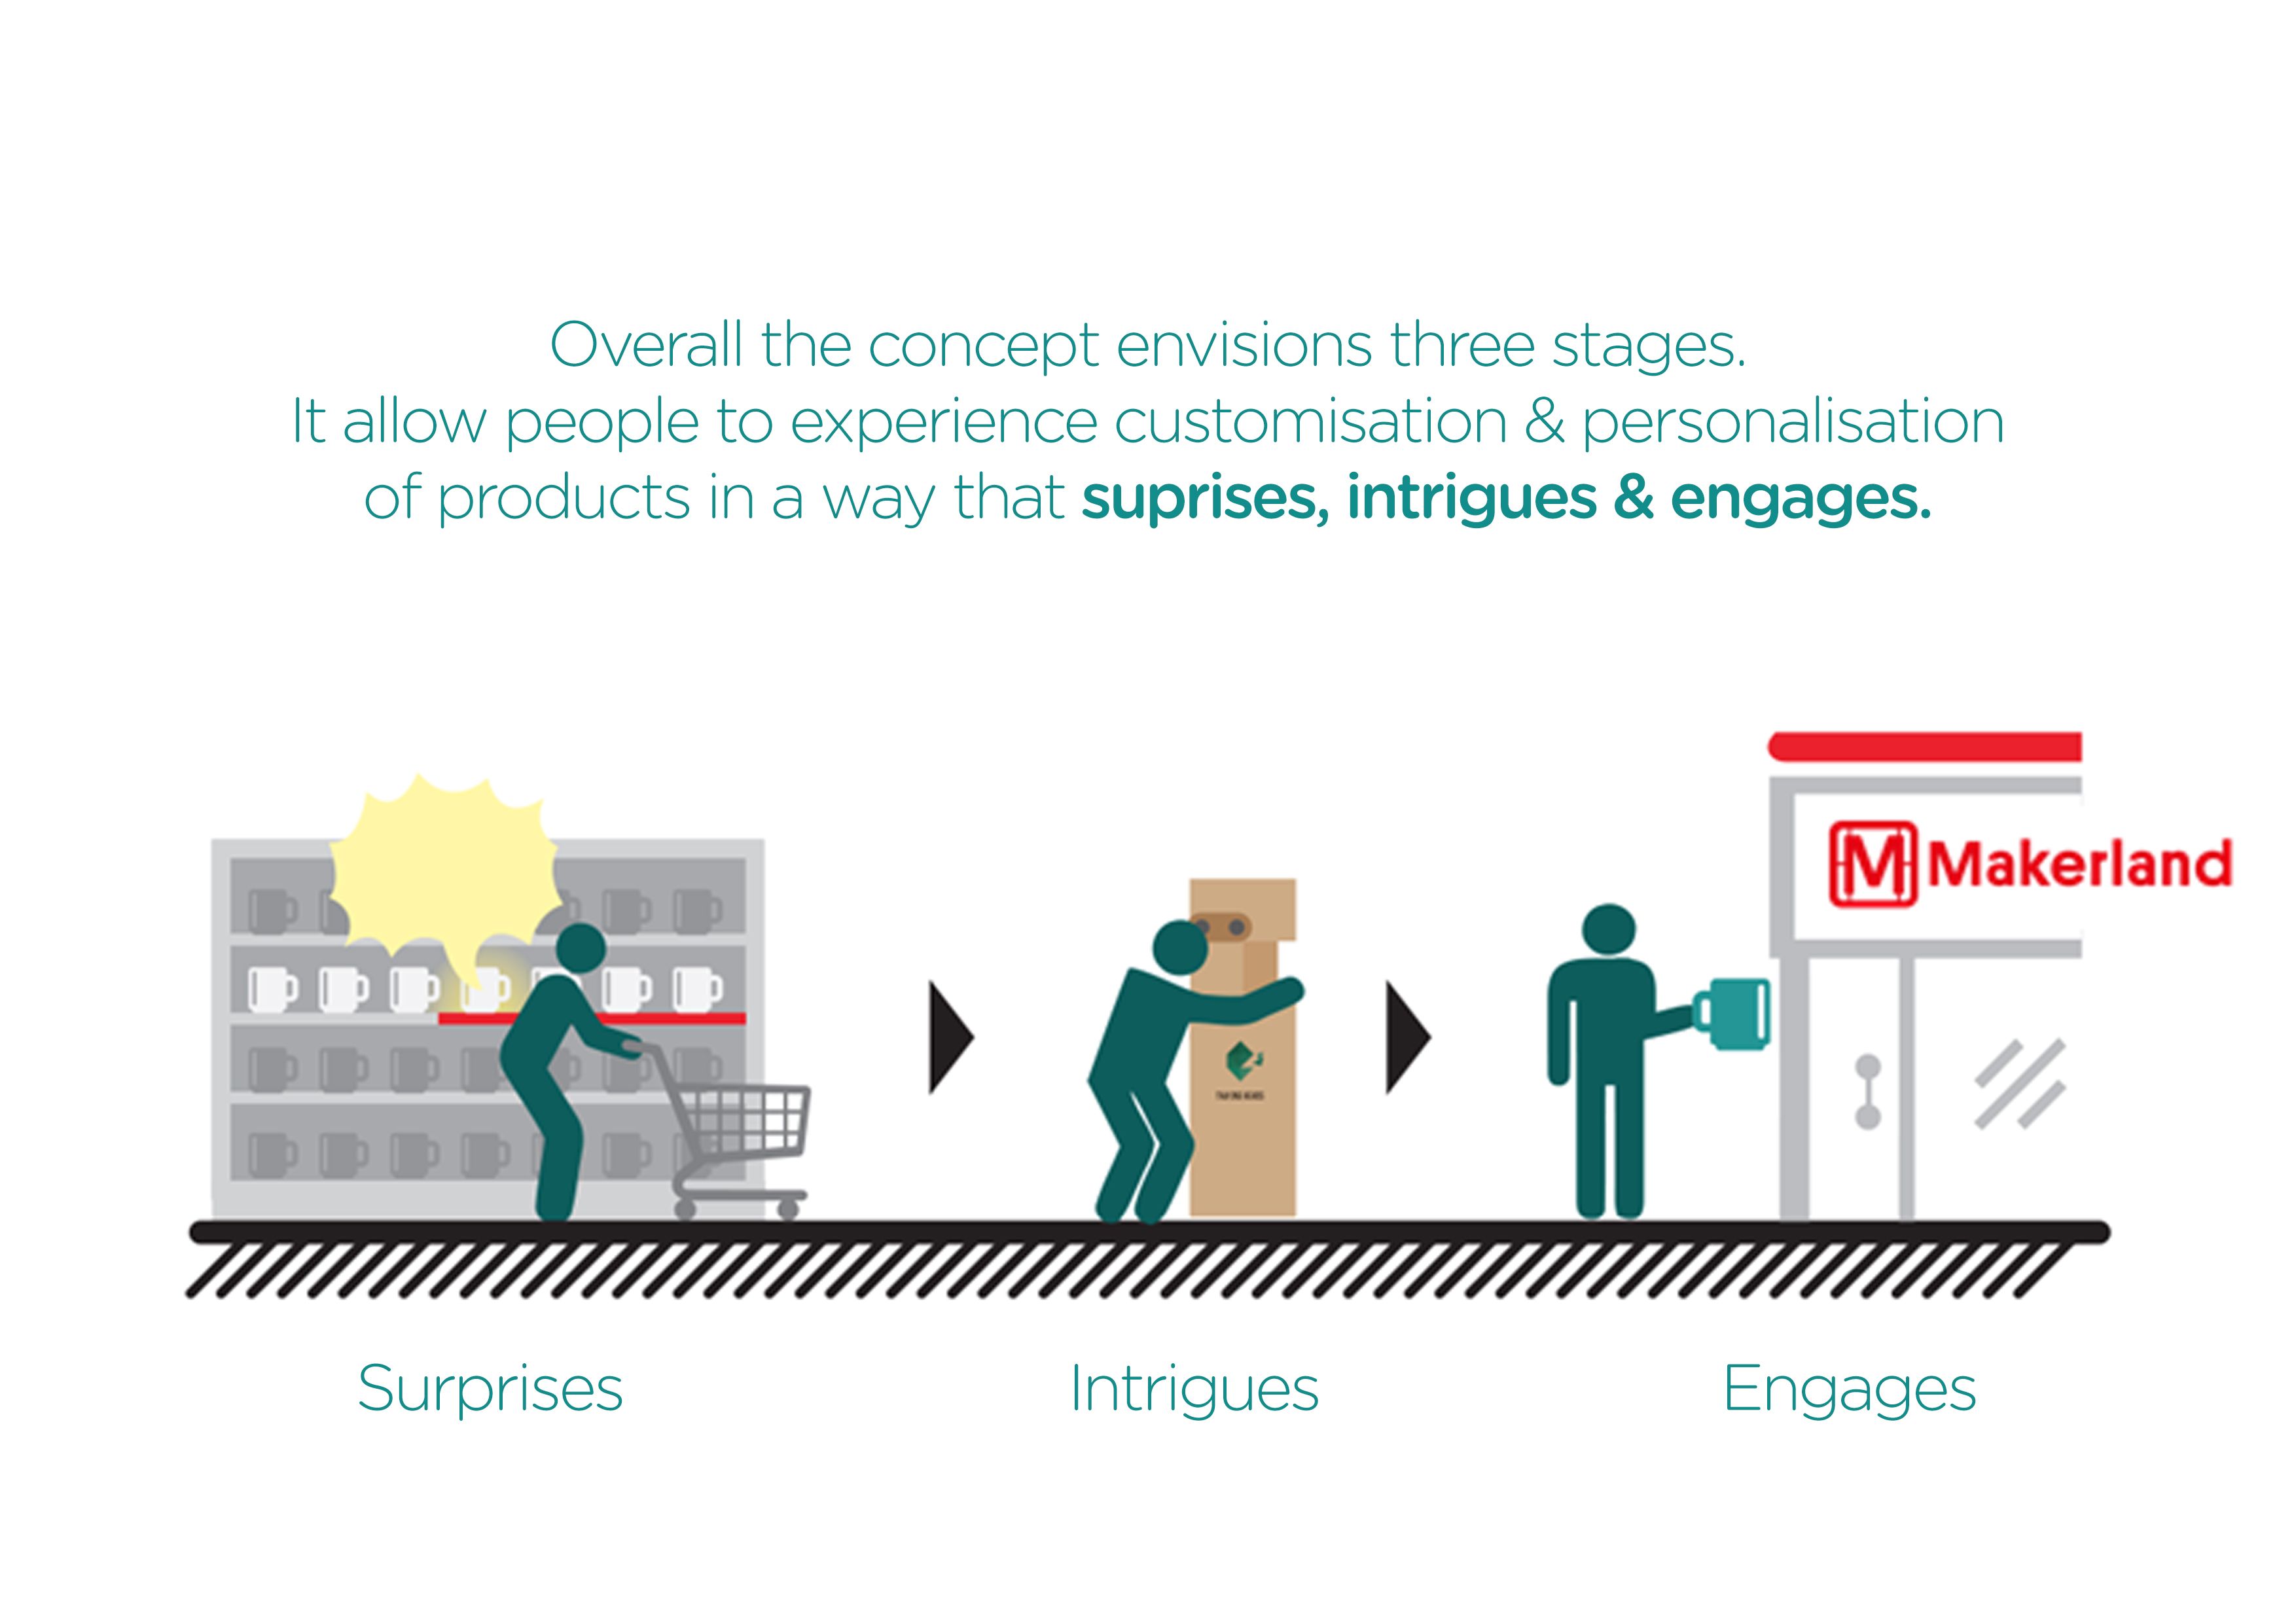 Overall the concept envisions three stages.
It allow people to experience customisation & personalisation
of products in a way that suprises, intrigues & engages.
M Makerland
Surprises
Intrigues
Engages